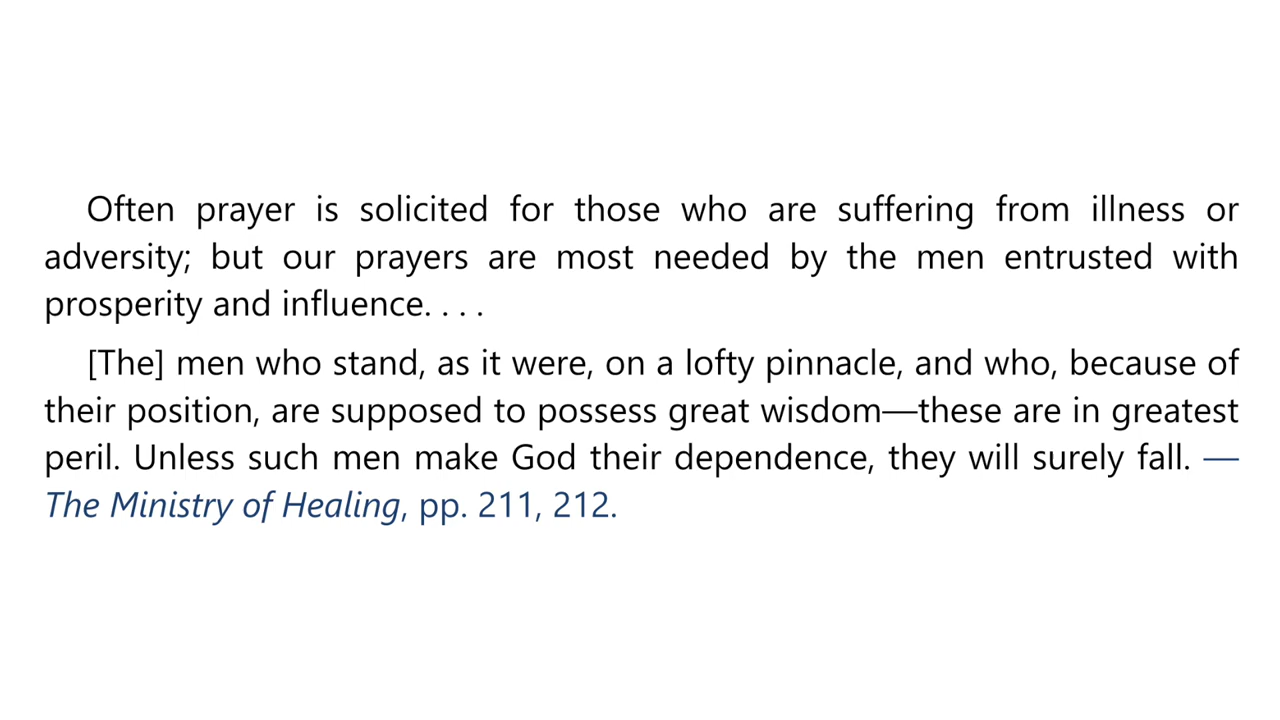 Often prayer is solicited for those who are suffering from illness or
adversity; but our prayers are most needed by the men entrusted with
prosperity and influence. . . .
[The] men who stand, as it were, on a lofty pinnacle, and who, because of
their position, are supposed to possess great wisdom—these are in greatest
peril. Unless such men make God their dependence, they will surely fall. —
The Ministry of Healing, pp. 211, 212.